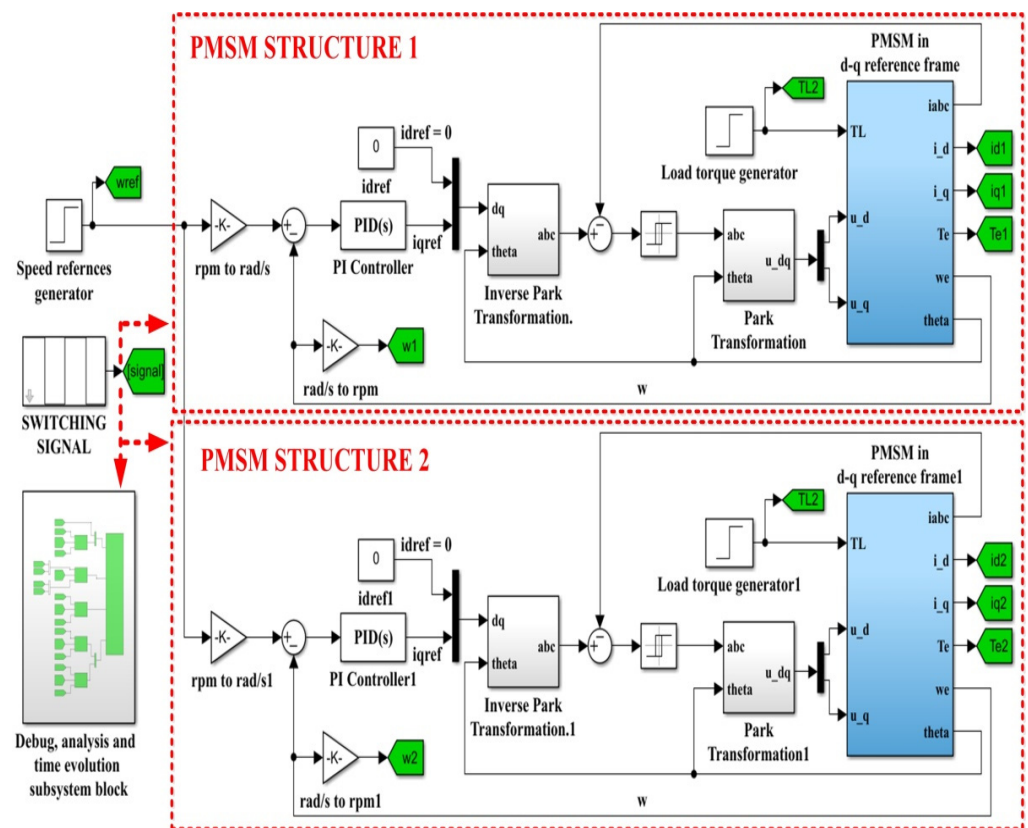 PMSM STRUCTURE 1
PMSM in
d-q reference frame
TL2
iabc
idref = 0
0
TL
i_d
id1
wref
idref
Load torque generator
i_q
iq1
-K-
PID(s)
dq
abc
abc
u_d
Te
Te1
iqref
theta
u_dq
we
Speed refernces
generator
rpm to rad/s
PI Controller
theta
u_q
Inverse Park
Transformation.
Park
Transformation
theta
-K-
w1
[signal]
rad/s to rpm
w
SWITCHING
SIGNAL
PMSM STRUCTURE 2
PMSM in
d-q reference frame1
TL2
iabc
idref = 0
0
TL
i_d
id2
idref1
Load torque generator1
i_q
iq2
-K-
PID(s)
dq
abc
abc
u_d
Te
Te2
iqref
theta
u_dq
we
rpm to rad/s1
PI Controller1
theta
u_q
Inverse Park
Transformation.1
Park
Transformation1
theta
Debug, analysis and
time evolution
subsystem block
-K-
w2
rad/s to rpm1
w